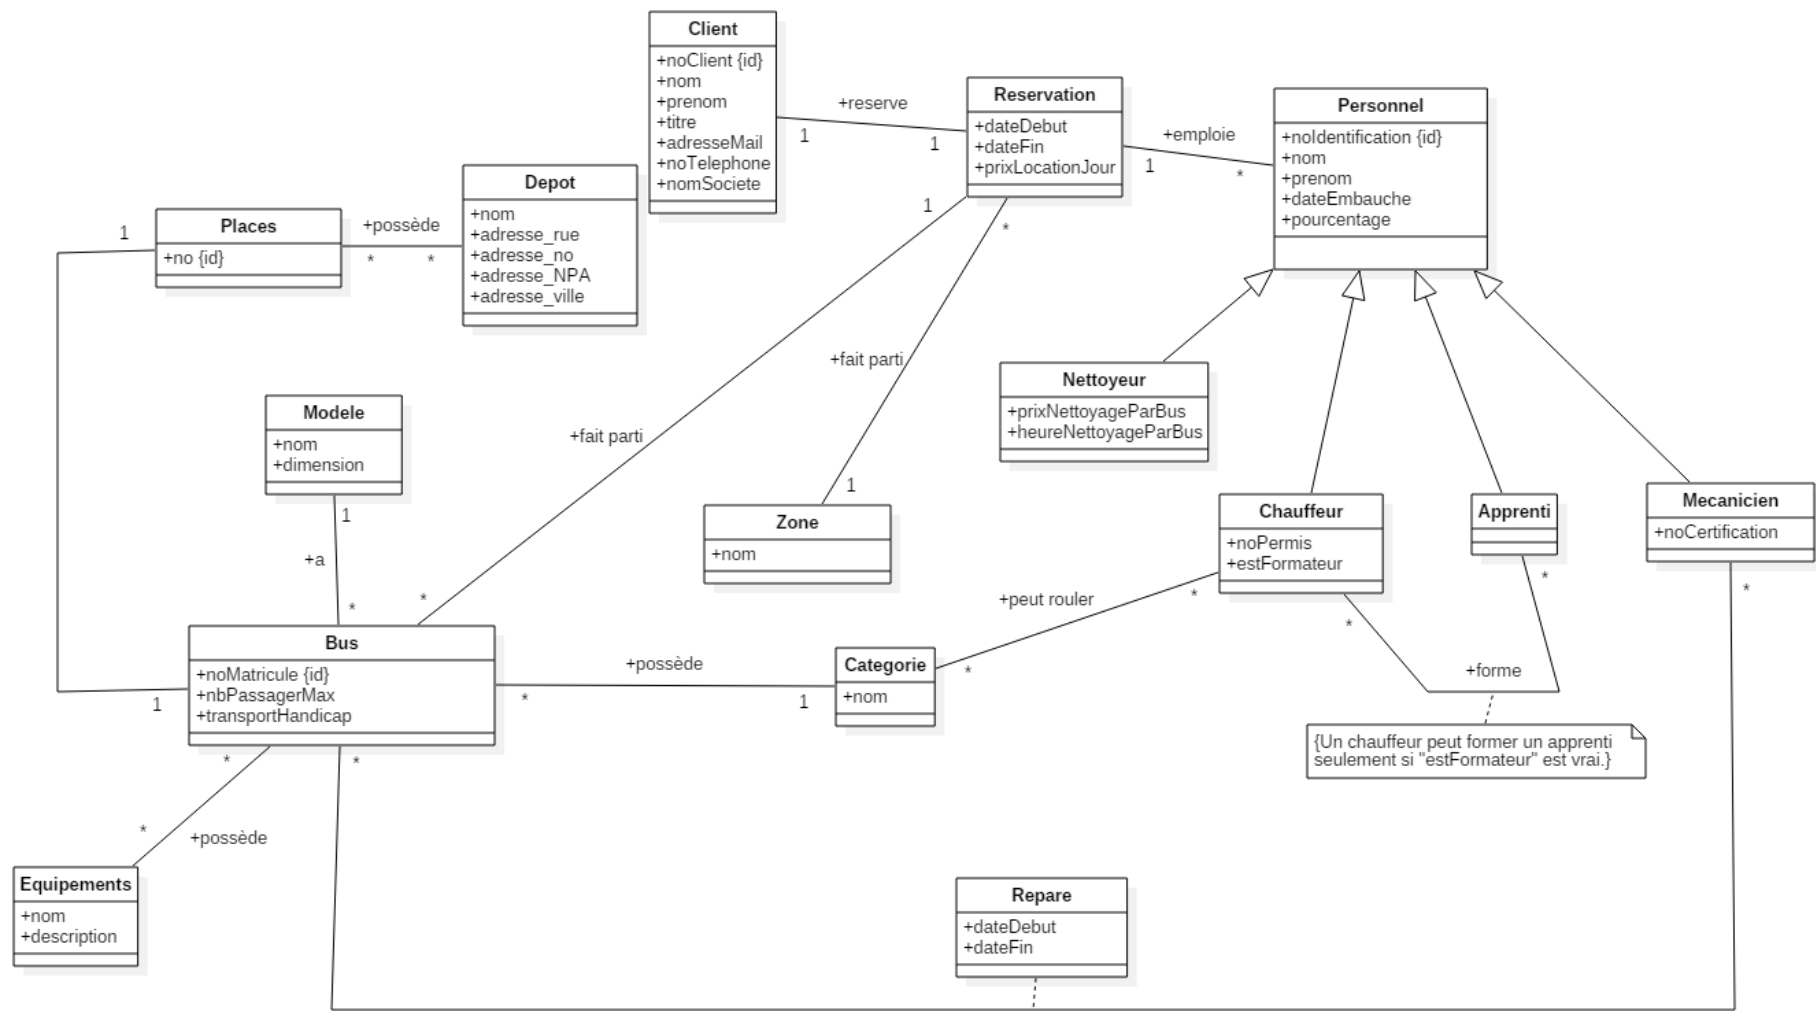 Client
+noClient {id}
+nom
+prenom
+titre
+adresseMail
+noTelephone
+nomSociete
+reserve
1
1
Reservation
+dateDebut
+dateFin
+prixLocationJour
+emploie
1
*
Personnel
+noIdentification {id}
+nom
+prenom
+dateEmbauche
+pourcentage
Depot
+nom
+adresse_rue
+adresse_no
+adresse_NPA
+adresse_ville
Places
+no {id}
+possède
*
*
1
1
*
+fait parti
+fait parti
1
*
Modele
+nom
+dimension
1
+a
*
Zone
+nom
Nettoyeur
+prixNettoyageParBus
+heureNettoyageParBus
Chauffeur
+noPermis
+estFormateur
Apprenti
Mecanicien
+noCertification
*
*
*
*
+peut rouler
*
+forme
{Un chauffeur peut former un apprenti
seulement si "estFormateur" est vrai.}
Bus
+noMatricule {id}
+nbPassagerMax
+transportHandicap
1
+possède
*
1
Categorie
+nom
*
*
*
+possède
Equipements
+nom
+description
Repare
+dateDebut
+dateFin